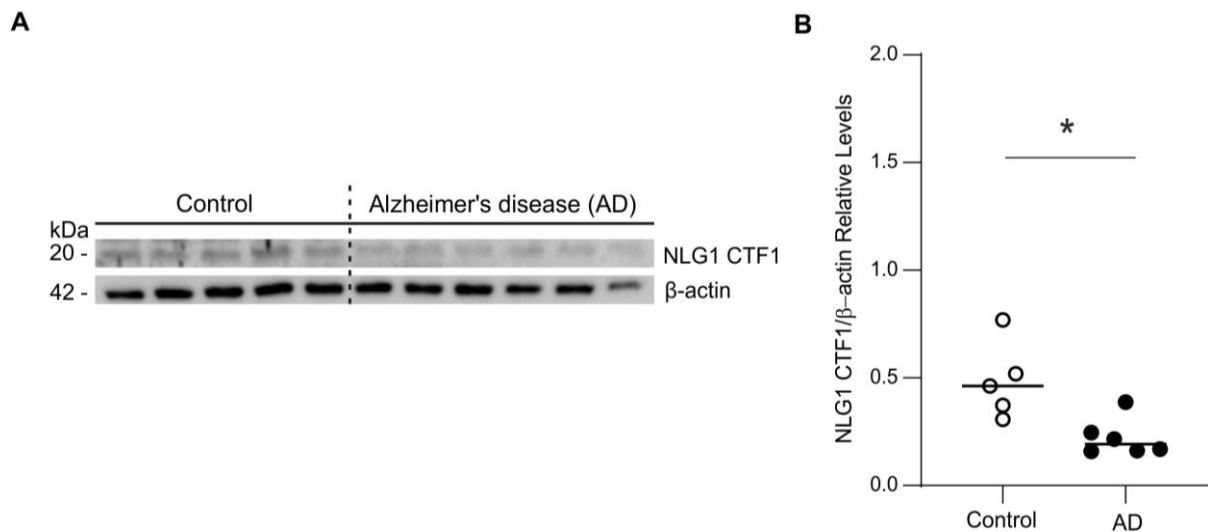 A
Control
Alzheimer's disease (AD)
kDa
20 -
NLG1 CTF1
42 -
β-actin
B
NLG1 CTF1/β–actin Relative Levels
2.0
1.5
1.0
0.5
0.0
*
Control
AD